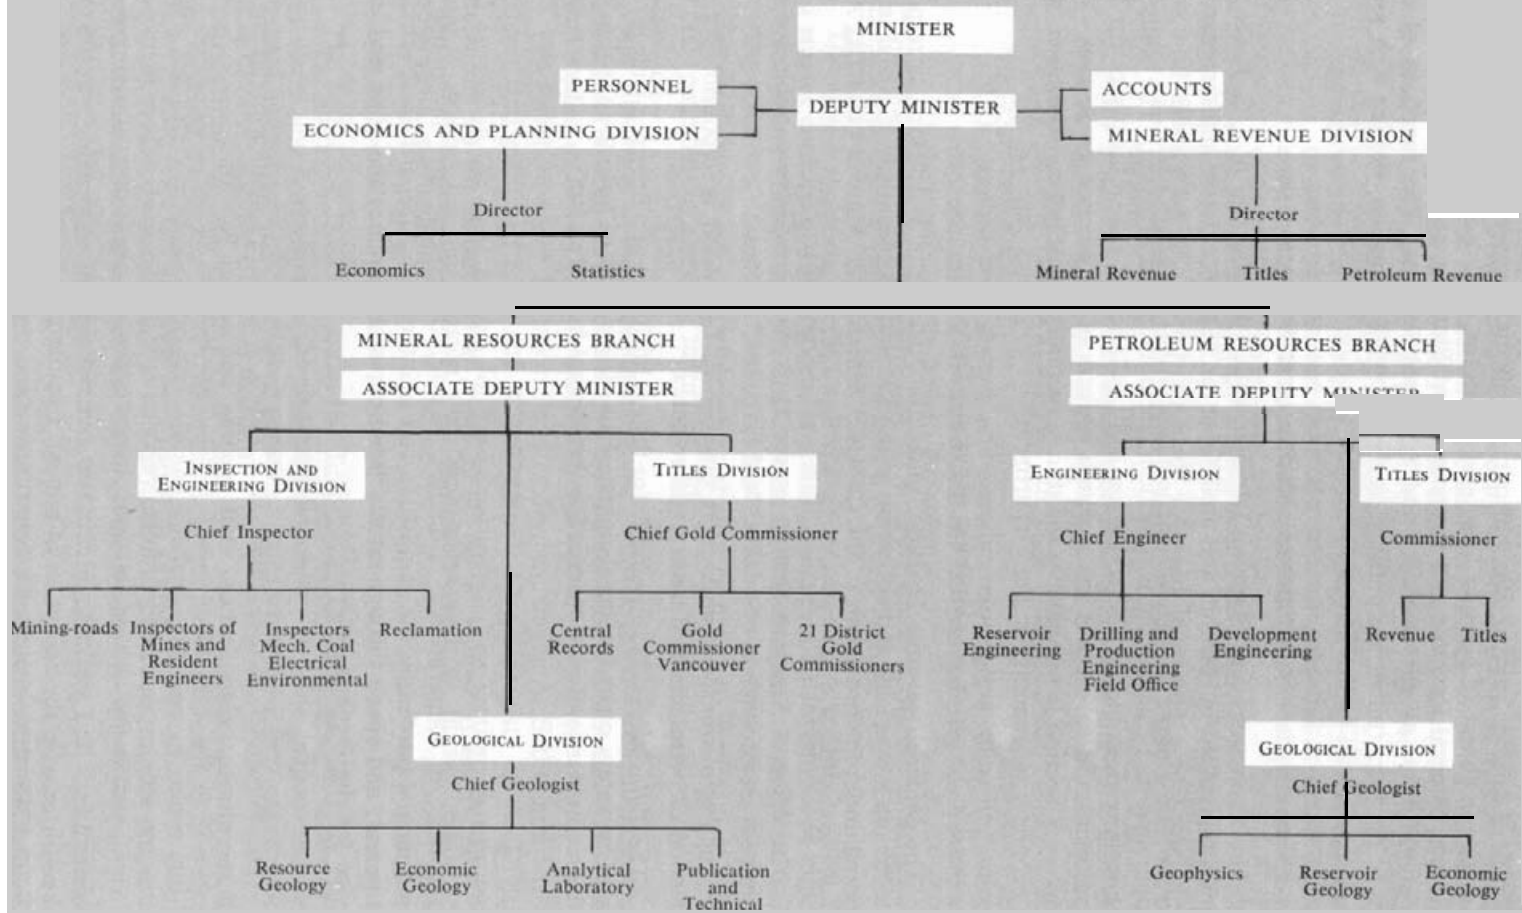 MINISTER
PERSONNEL
ACCOUNTS
DEPUTY MINISTER
ECONOMICS AND PLANNING DIVISION
MINERAL REVENUE DIVISION
Director
Director
Economics
Statistics
Mineral Revenue
Titles
Petroleum Revenue
MINERAL RESOURCES BRANCH
PETROLEUM RESOURCES BRANCH
ASSOCIATE DEPUTY MINISTER
ASSOCIATE DEPUTY MINISTER
INSPECTION AND
ENGINEERING DIVISION
TITLES DIVISION
ENGINEERING DIVISION
TITLES DIVISION
Chief Inspector
Chief Gold Commissioner
Chief Engineer
Commissioner
Mining-roads
Inspectors of
Mines and
Resident
Engineers
Inspectors
Mech. Coal
Electrical
Environmental
Reclamation
Central
Records
Gold
Commissioner
Vancouver
21 District
Gold
Commissioners
Reservoir
Engineering
Drilling and
Production
Engineering
Field Office
Development
Engineering
Revenue
Titles
GEOLOGICAL DIVISION
GEOLOGICAL DIVISION
Chief Geologist
Chief Geologist
Resource
Geology
Economic
Geology
Analytical
Laboratory
Publication
and
Technical
Geophysics
Reservoir
Geology
Economic
Geology